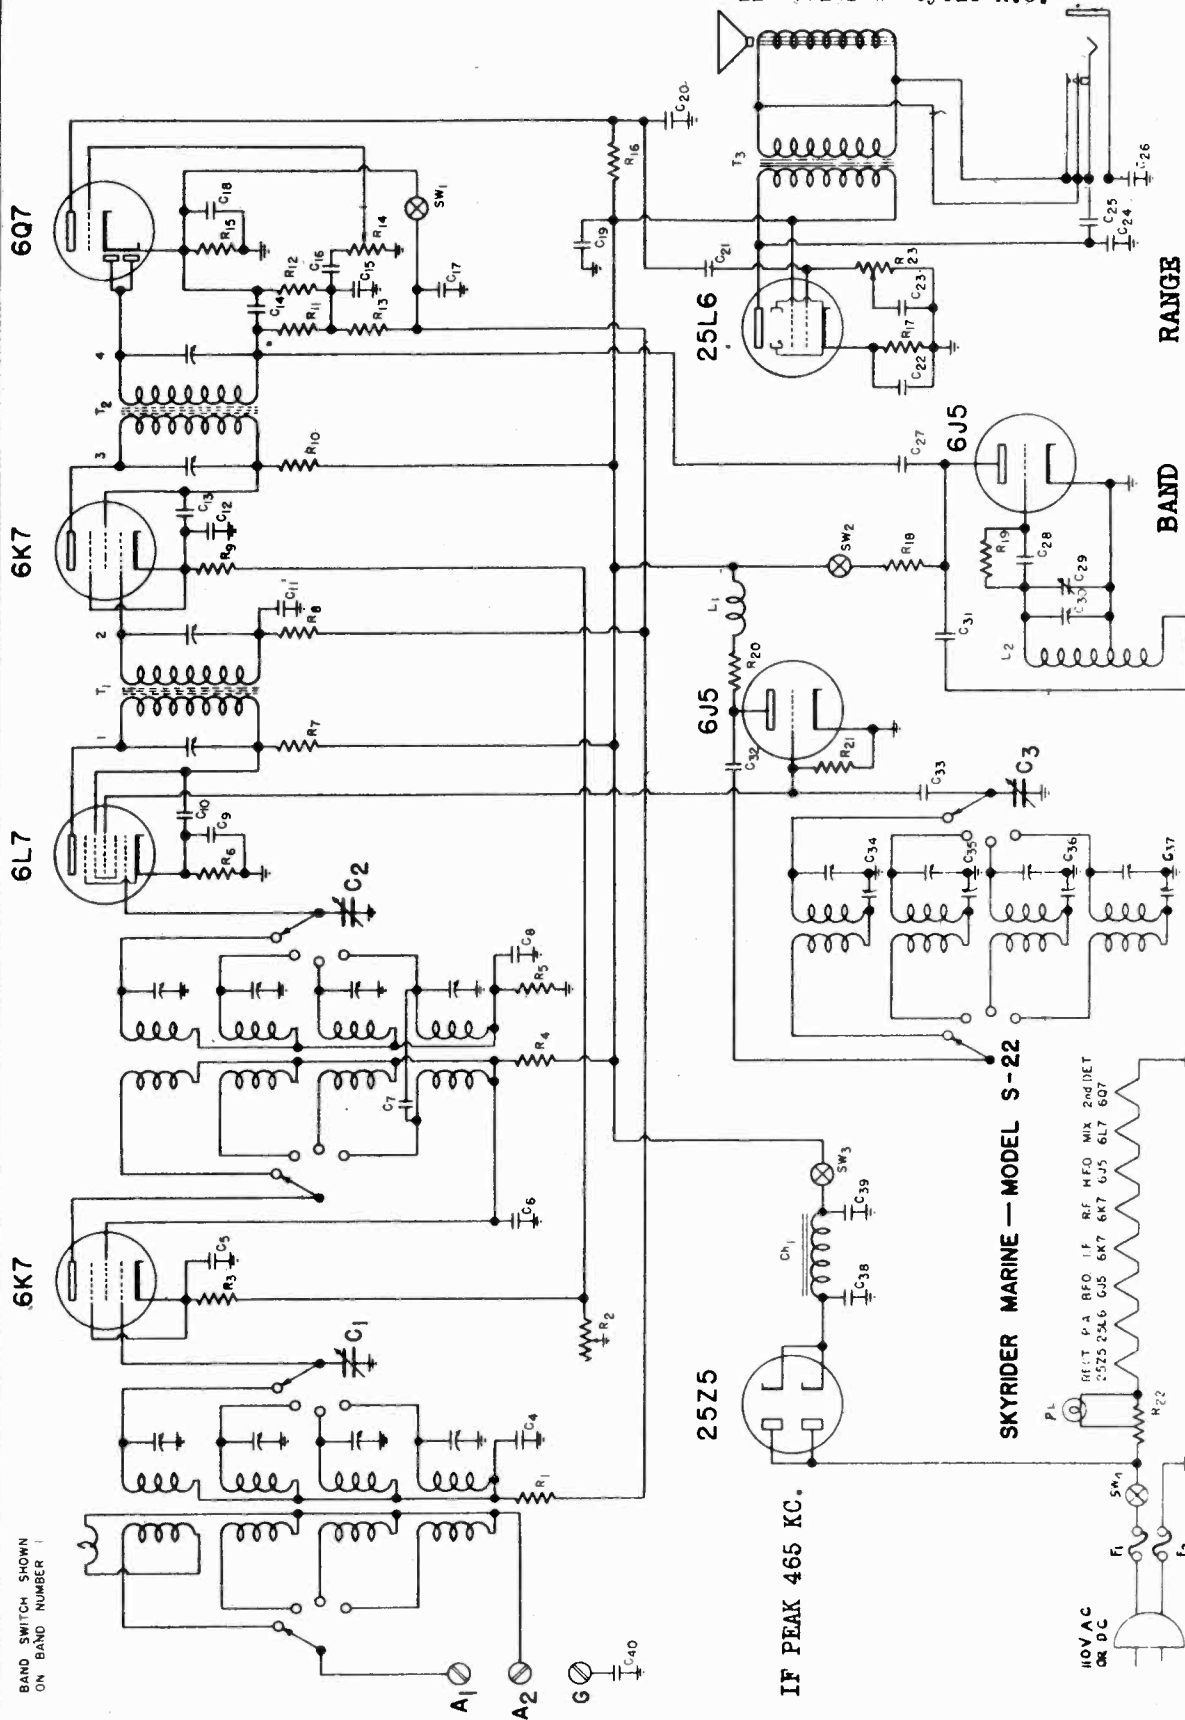 BAND SWITCH SHOWN
ON BAND NUMBER 1
6K7
6L7
6K7
6Q7
A1
A2
G
C40
C1
C4
R1
R2
R3
C5
C6
C7
R4
R5
C8
C2
R6
C9
C10
1
T1
2
R7
R8
C11
R9
C12
C13
3
T2
4
R10
C14
R11
R12
R13
C15
C16
R14
R15
C18
SW1
C17
C20
R16
C19
C21
T3
25L6
R23
C23
R17
C22
C25
C24
C26
RANGE
IF PEAK 465 KC.
25Z5
Ch1
C38
C39
SW3
6J5
C32
R20
L1
R21
C33
C3
C34
C35
C36
C37
SW2
R18
C31
C27
6J5
R19
C28
C29
C30
L2
BAND
SKYRIDER MARINE — MODEL S-22
110V AC
OR DC
F1
SW4
PL
R22
RECT P.A. BFO I.F. R.F. H.F.O MIX 2nd DET
25Z5 25L6 6J5 6K7 6K7 6J5 6L7 6Q7